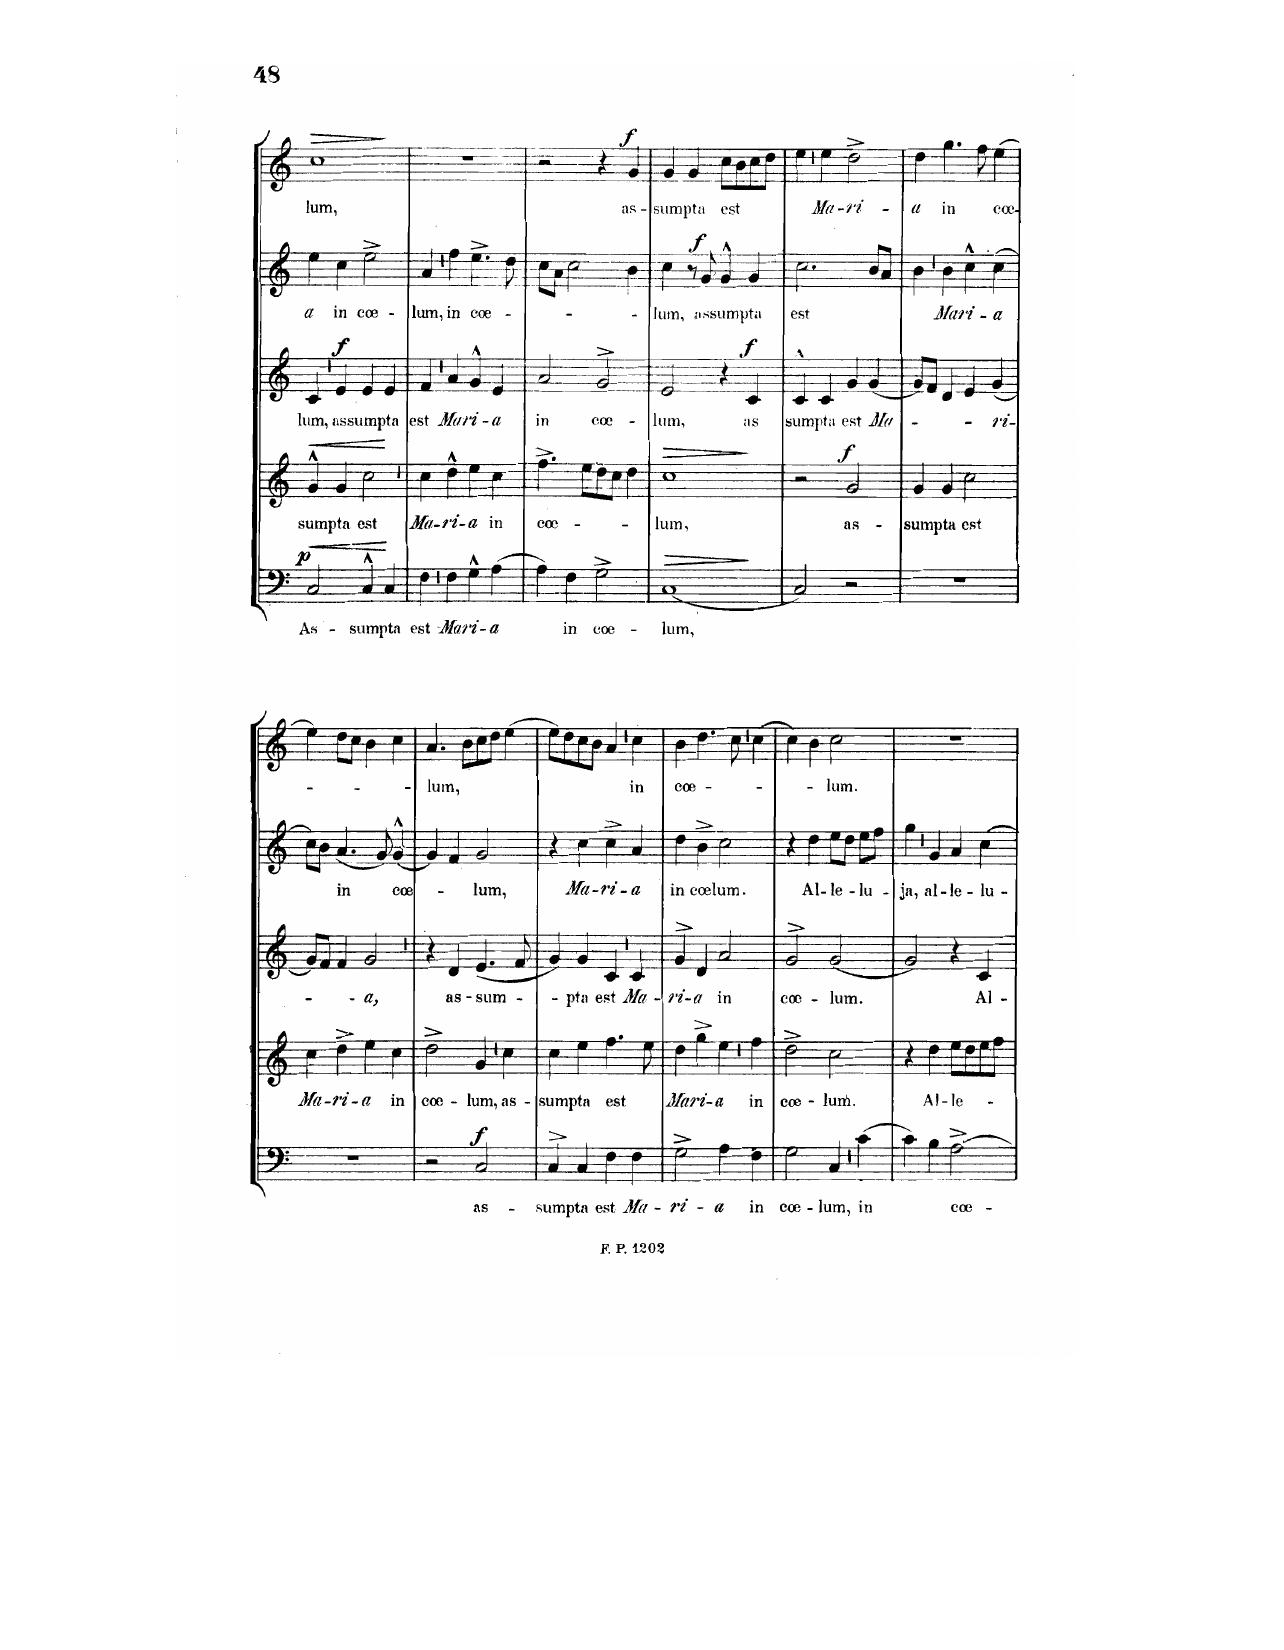 48
f
lum, as - sumpta est Ma - ri - a in cœ-
f
a in cœ - lum, in cœ - - - lum, assumpta est Mari - a
f f
lum, assumpta est Mari - a in cœ - lum, as sumpta est Ma - - - ri-
f
sumpta est Ma - ri - a in cœ - - lum, as - sumpta est
p
As - sumpta est Mari - a in cœ - lum,
- - - lum, in cœ - - - lum.
in cœ - lum, Ma - ri - a in cœlum. Al - le - lu - ja, al - le - lu -
- - a, as - sum - - pta est Ma - ri - a in cœ - lum. Al -
Ma - ri - a in cœ - lum, as - sumpta est Mari - a in cœ - lum. Al - le -
f
as - sumpta est Ma - ri - a in cœ - lum, in cœ -
F. P. 1202